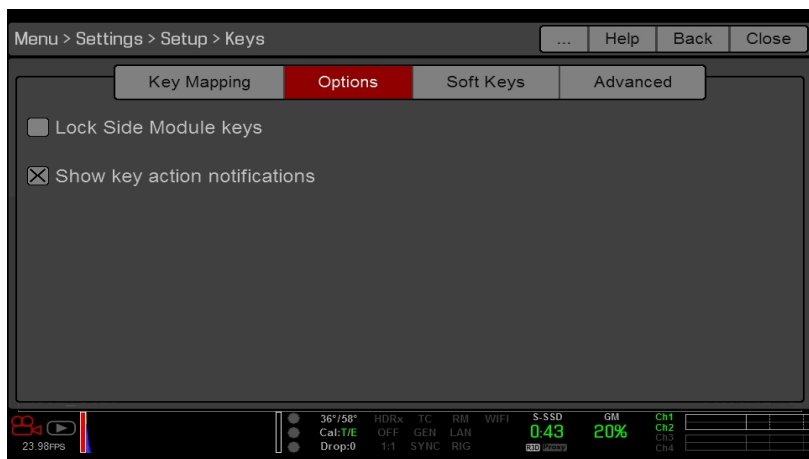 Menu > Settings > Setup > Keys ... Help Back Close
Key Mapping Options Soft Keys Advanced
Lock Side Module keys
Show key action notifications
36°/58° HDRx TC RM WIFI S-SSD GM Ch1
Cal:T/E OFF GEN LAN 0:43 20% Ch2
Ch3
23.98FPS Drop:0 1:1 SYNC RIG R3D Proxy Ch4